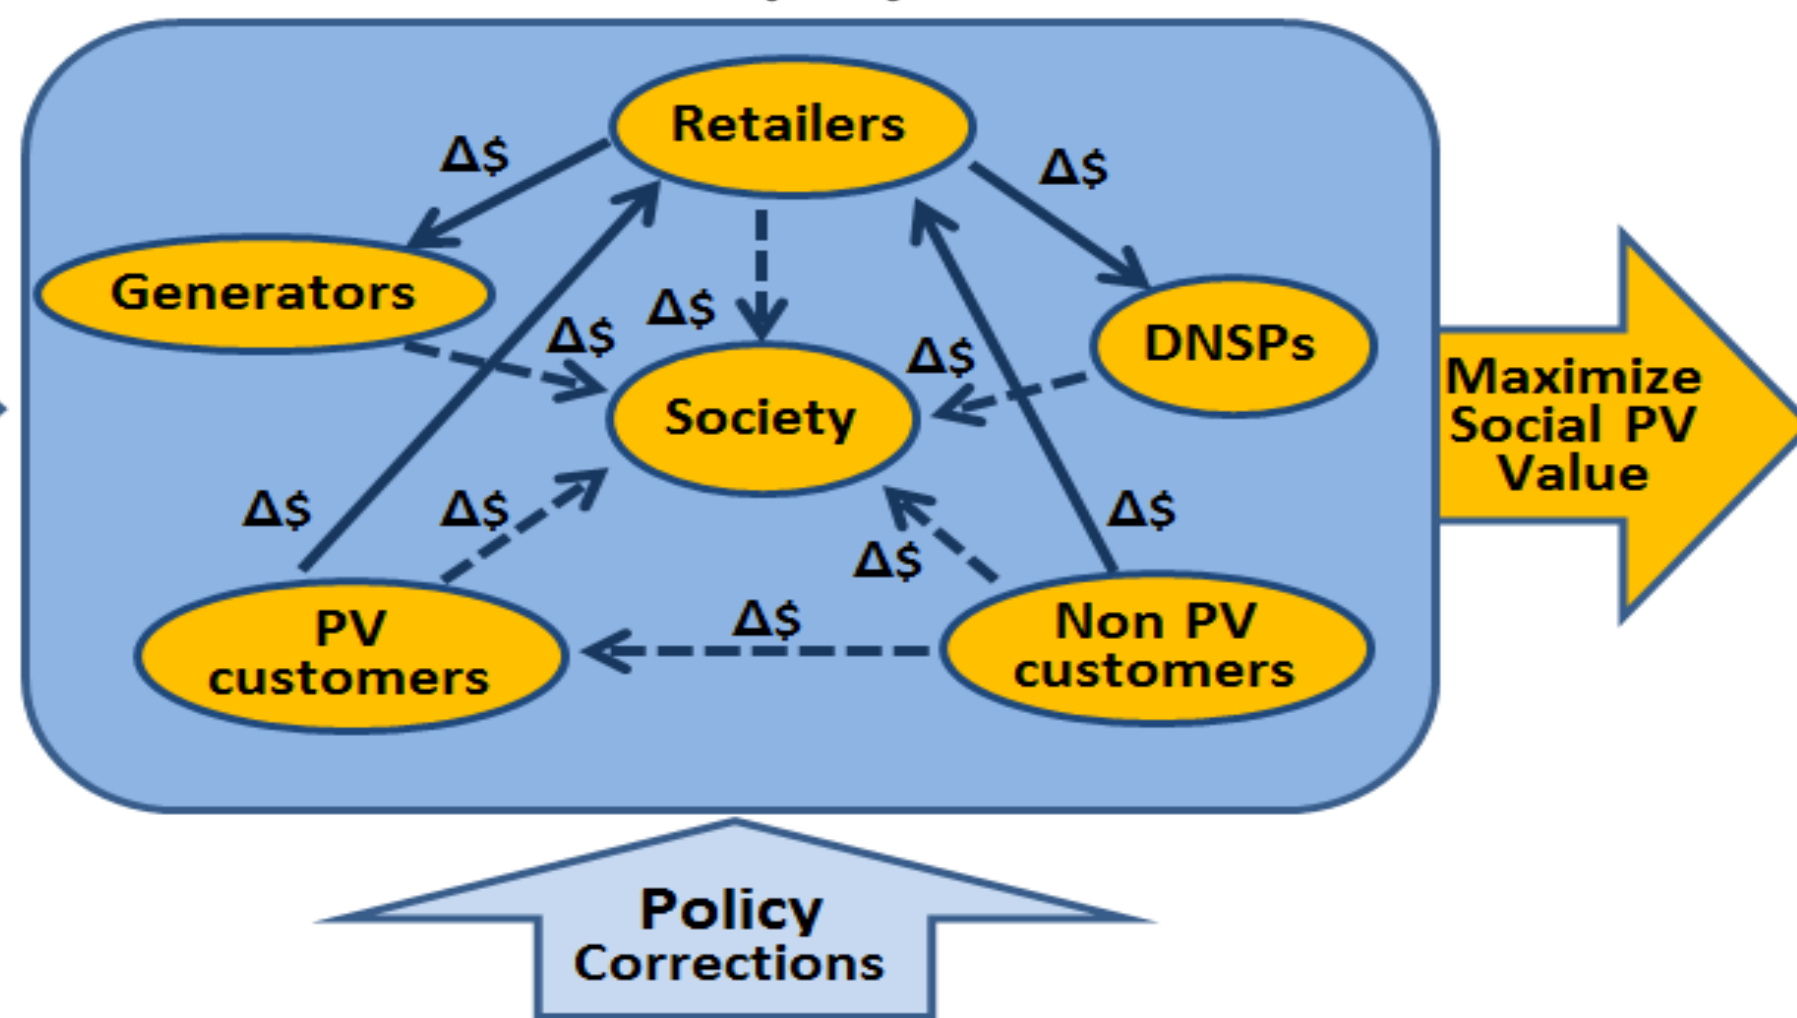 Retailers
Δ$
Δ$
Generators
Δ$
Δ$
Δ$
DNSPs
Society
Maximize
Social PV
Value
Δ$
Δ$
Δ$
Δ$
Δ$
PV
customers
Non PV
customers
Policy
Corrections